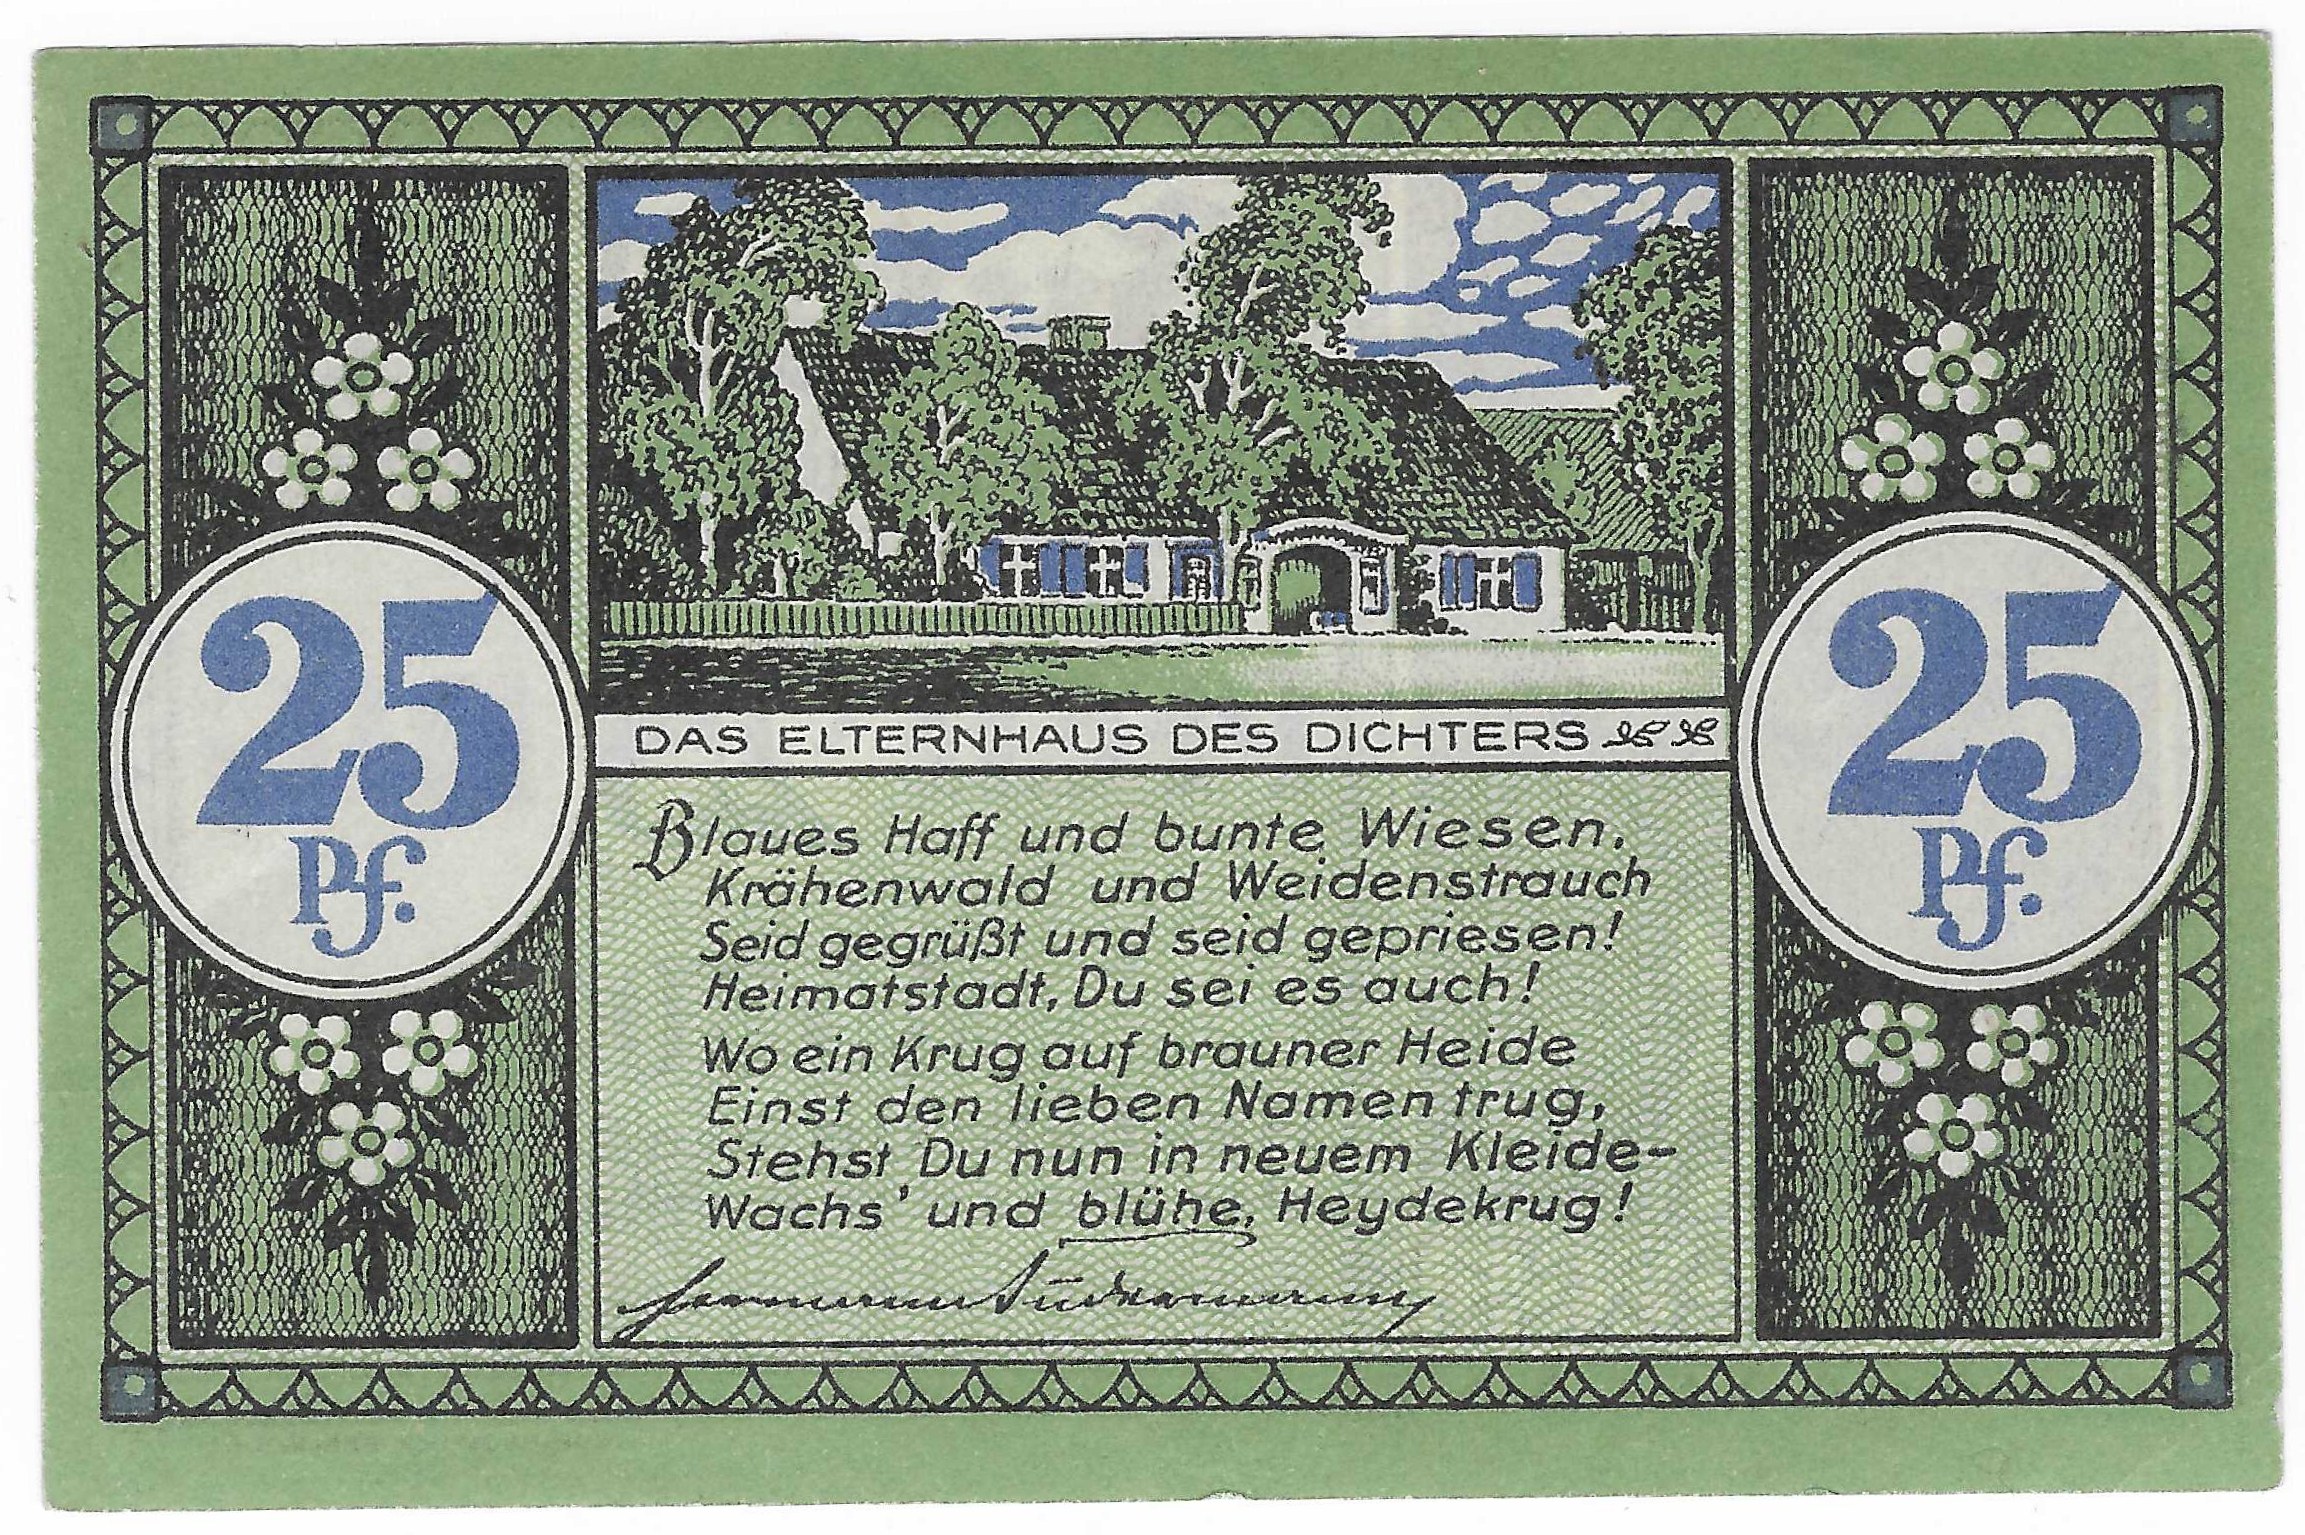 DAS ELTERNHAUS DES DICHTERS
25
Pf.
25
Pf.
Blaues Haff und bunte Wiesen,
Krähenwald und Weidenstrauch
Seid gegrüßt und seid gepriesen!
Heimatstadt, Du sei es auch!
Wo ein Krug auf brauner Heide
Einst den lieben Namen trug,
Stehst Du nun in neuem Kleide-
Wachs' und blühe, Heydekrug!
Hermann Sudermann